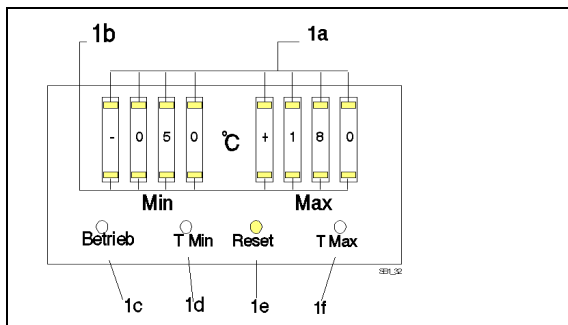 1b 1a
- 0 5 0 °C + 1 8 0
Min Max
Betrieb T Min Reset T Max
SB1_32
1c 1d 1e 1f